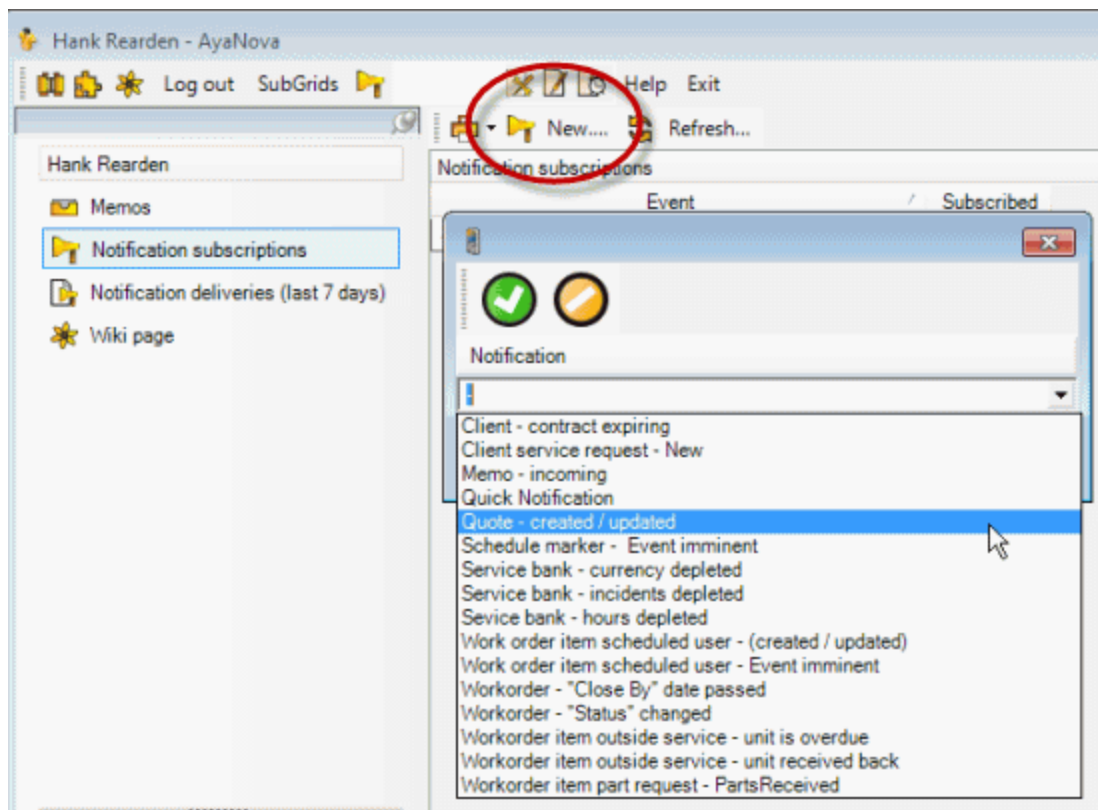 Hank Rearden - AyaNova
Log out SubGrids Help Exit
New.... Refresh...
Hank Rearden
Notification subscriptions
Event Subscribed
Memos
Notification subscriptions
Notification deliveries (last 7 days)
Wiki page
Notification
-
Client - contract expiring
Client service request - New
Memo - incoming
Quick Notification
Quote - created / updated
Schedule marker - Event imminent
Service bank - currency depleted
Service bank - incidents depleted
Sevice bank - hours depleted
Work order item scheduled user - (created / updated)
Work order item scheduled user - Event imminent
Workorder - "Close By" date passed
Workorder - "Status" changed
Workorder item outside service - unit is overdue
Workorder item outside service - unit received back
Workorder item part request - PartsReceived